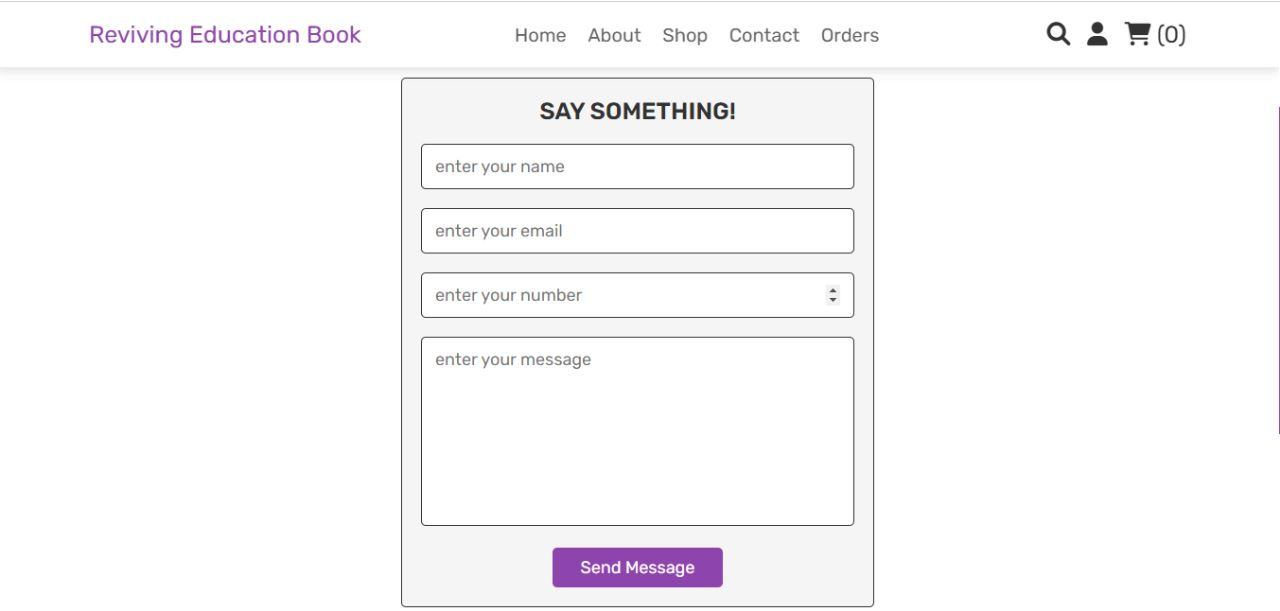 Reviving Education Book Home About Shop Contact Orders (0)
SAY SOMETHING!
enter your name
enter your email
enter your number
enter your message
Send Message